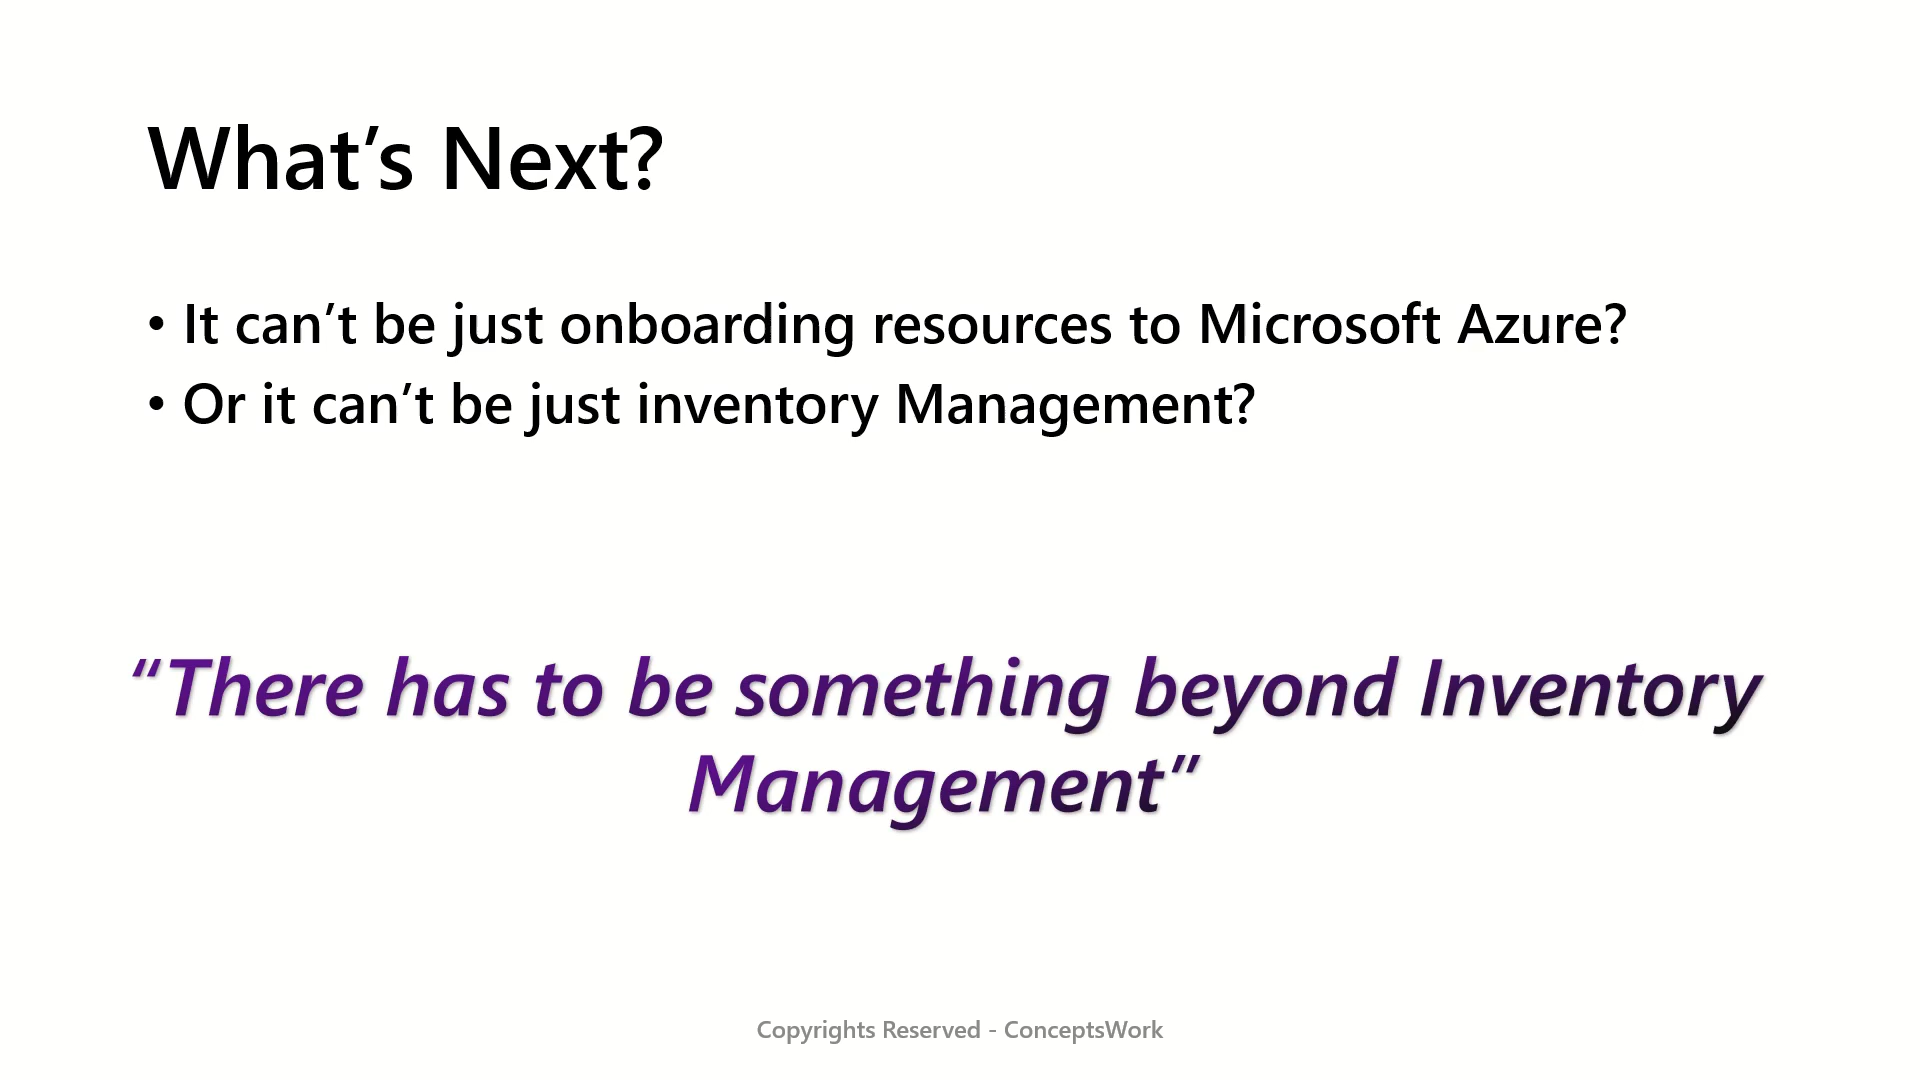 What’s Next?
• It can’t be just onboarding resources to Microsoft Azure?
• Or it can’t be just inventory Management?
“There has to be something beyond Inventory
Management”
Copyrights Reserved - ConceptsWork